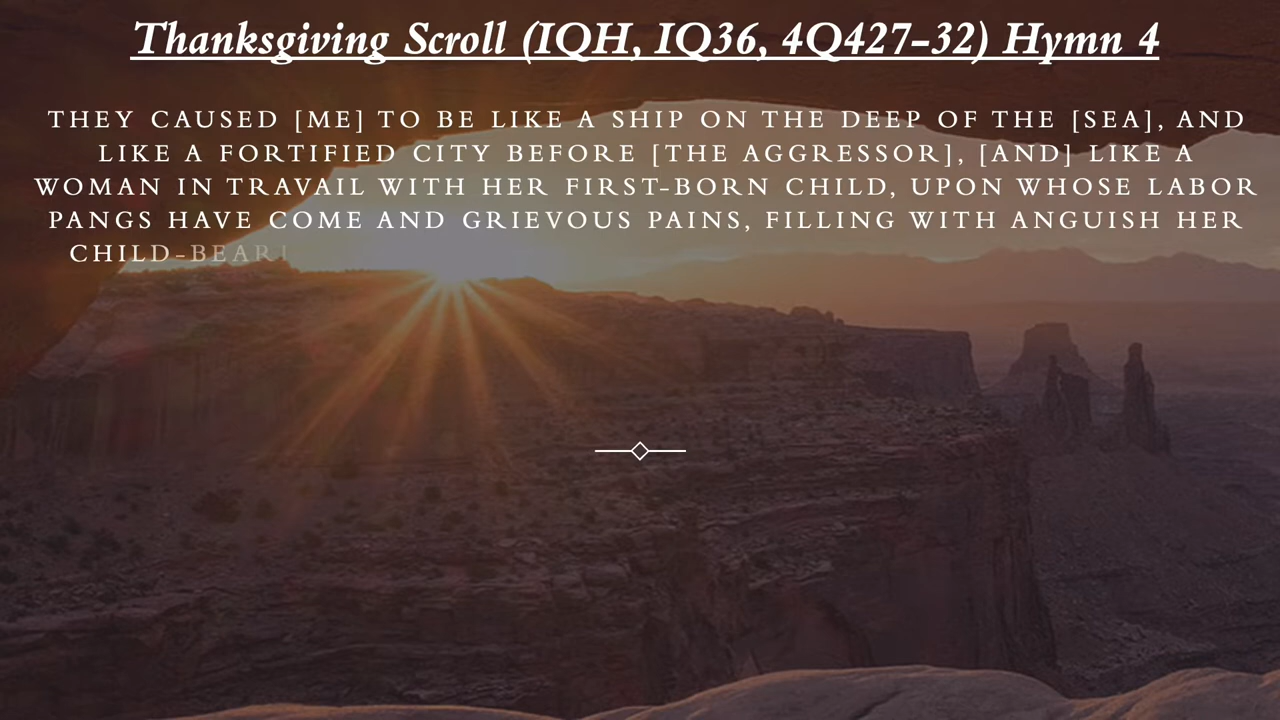 Thanksgiving Scroll (IQH, IQ36, 4Q427-32) Hymn 4
THEY CAUSED [ME] TO BE LIKE A SHIP ON THE DEEP OF THE [SEA], AND
LIKE A FORTIFIED CITY BEFORE [THE AGGRESSOR], [AND] LIKE A
WOMAN IN TRAVAIL WITH HER FIRST-BORN CHILD, UPON WHOSE LABOR
PANGS HAVE COME AND GRIEVOUS PAINS, FILLING WITH ANGUISH HER
CHILD-BEARI